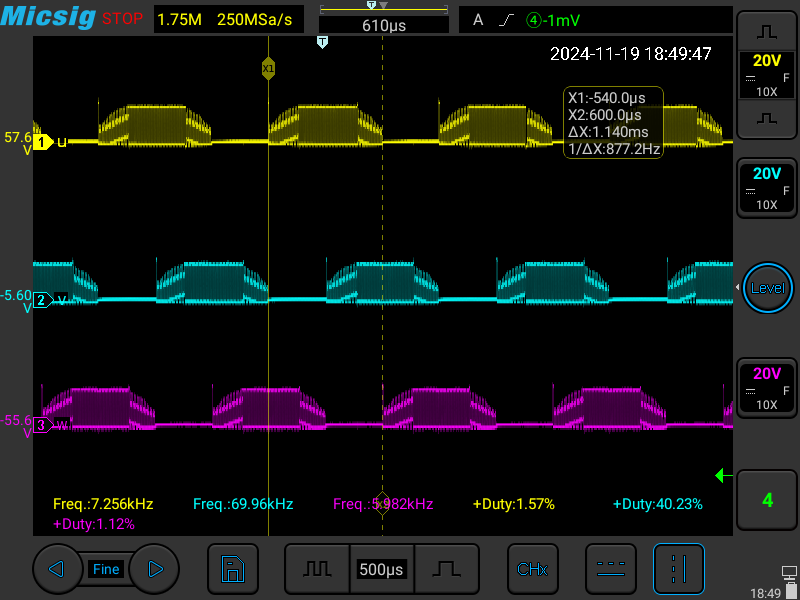 Micsig STOP 1.75M 250MSa/s T 610μs A 4-1mV
T
2024-11-19 18:49:47
20V
F
10X
X1
X1:-540.0μs
X2:600.0μs
ΔX:1.140ms
1/ΔX:877.2Hz
57.6 V 1 u
20V
F
10X
-5.60 V 2 v
Level
20V
F
10X
-55.6 V 3 w
4
Freq.:7.256kHz Freq.:69.96kHz Freq.:5.982kHz +Duty:1.57% +Duty:40.23%
+Duty:1.12%
Fine 500μs CHx
18:49